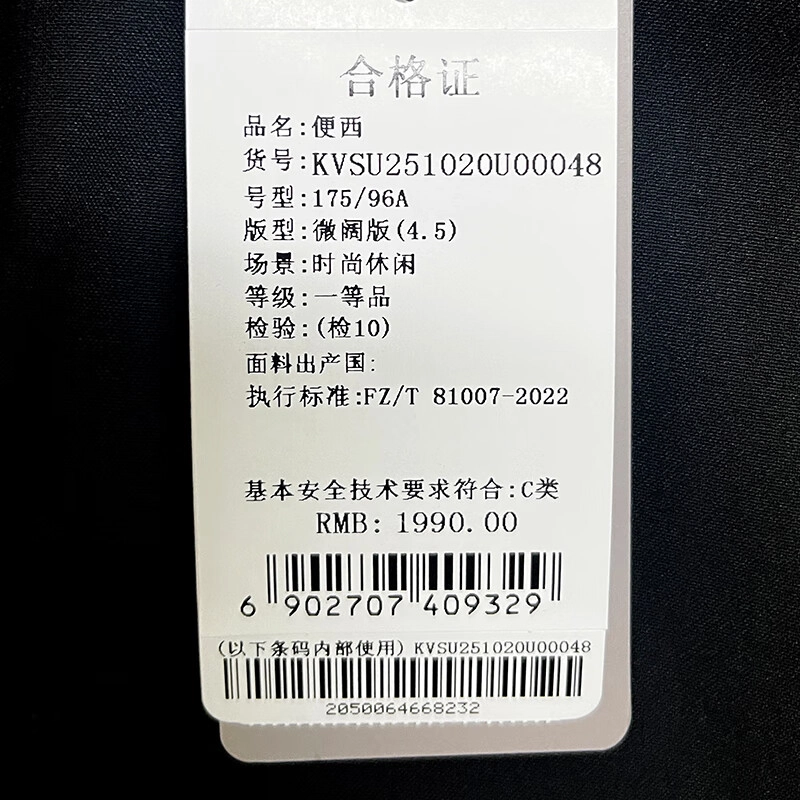 合格证
品名:便西
货号:KVSU251020U00048
号型:175/96A
版型:微阔版(4.5)
场景:时尚休闲
等级:一等品
检验:(检10)
面料出产国:
执行标准:FZ/T 81007-2022
基本安全技术要求符合:C类
RMB: 1990.00
6 902707 409329
(以下条码内部使用) KVSU251020U00048
2050064668232